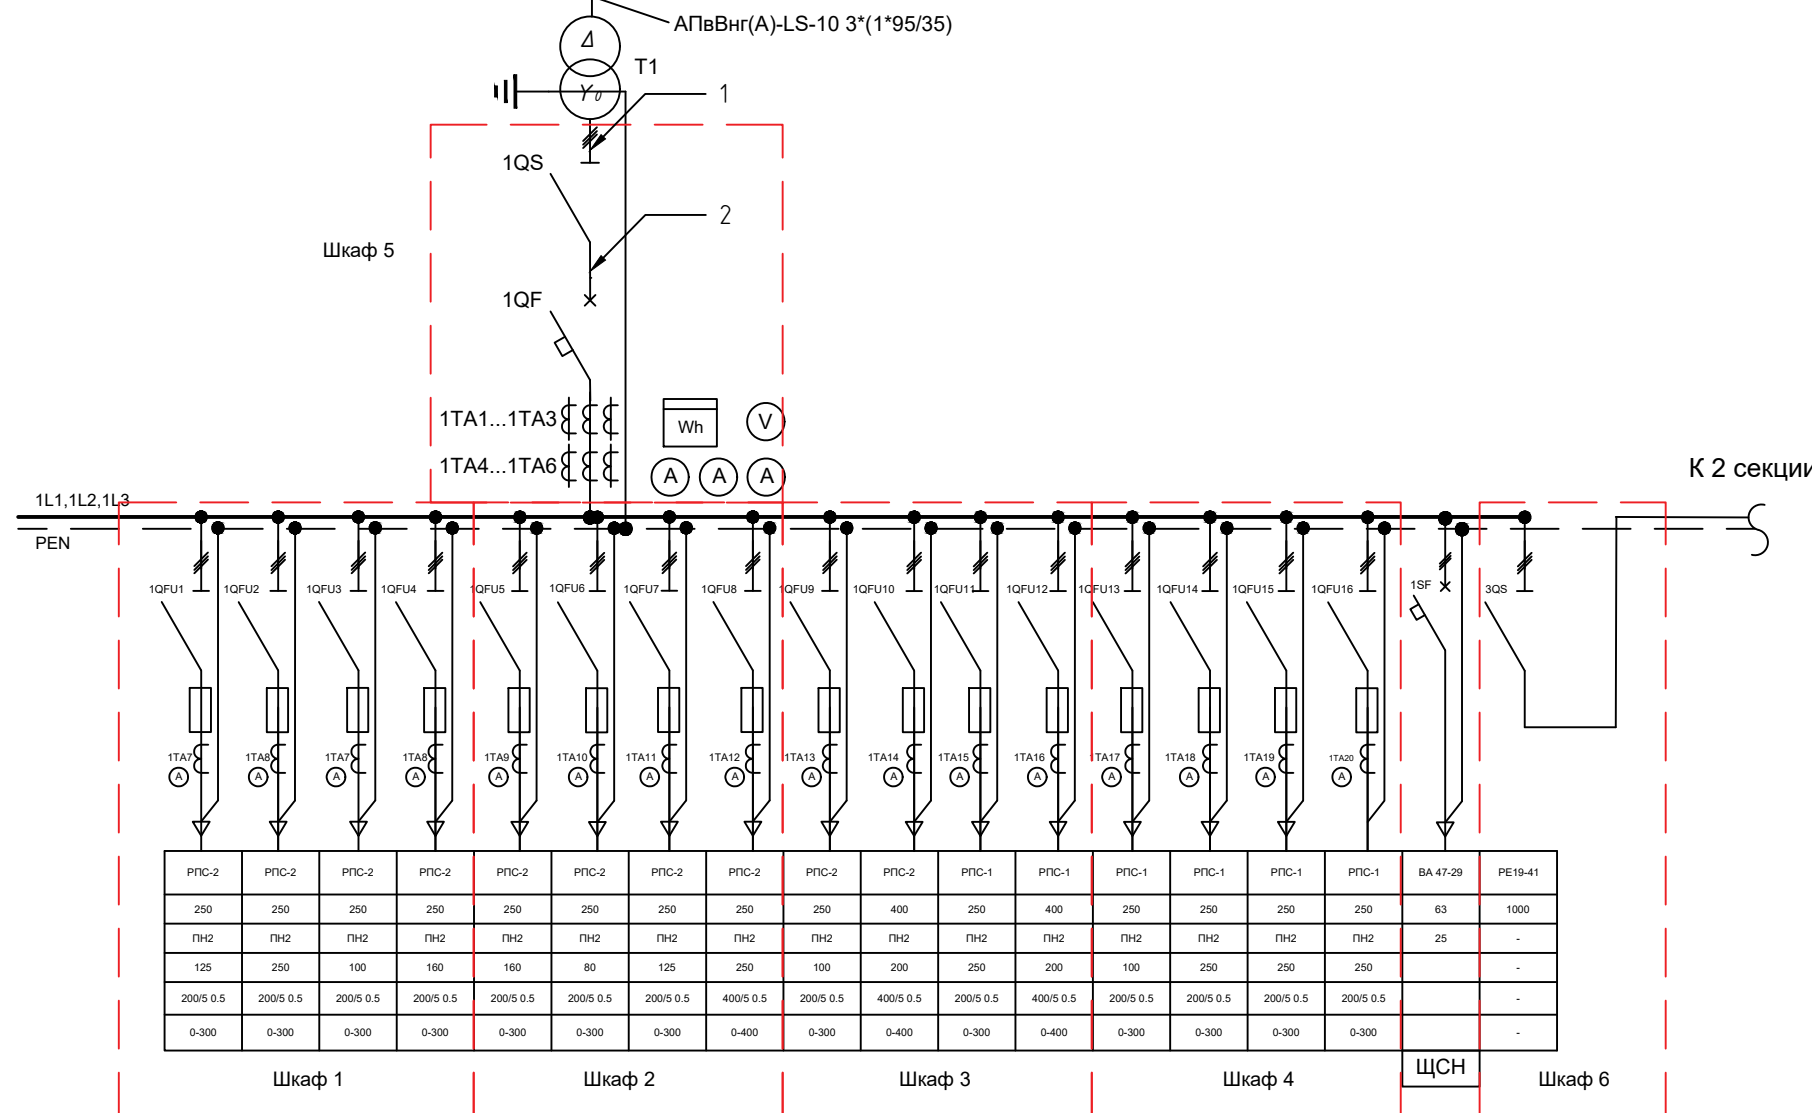 АПвВнг(А)-LS-10 3*(1*95/35)
Δ
T1
Y0
1
1QS
2
Шкаф 5
1QF
1TA1...1TA3
Wh
V
1TA4...1TA6
A A A
К 2 секции
1L1,1L2,1L3
PEN
1QFU1 1QFU2 1QFU3 1QFU4 1QFU5 1QFU6 1QFU7 1QFU8 1QFU9 1QFU10 1QFU11 1QFU12 1QFU13 1QFU14 1QFU15 1QFU16 1SF 3QS
1TA7 1TA8 1TA7 1TA8 1TA9 1TA10 1TA11 1TA12 1TA13 1TA14 1TA15 1TA16 1TA17 1TA18 1TA19 1TA20
A A A A A A A A A A A A A A A A
РПС-2 РПС-2 РПС-2 РПС-2 РПС-2 РПС-2 РПС-2 РПС-2 РПС-2 РПС-2 РПС-1 РПС-1 РПС-1 РПС-1 РПС-1 РПС-1 ВА 47-29 РЕ19-41
250 250 250 250 250 250 250 250 250 400 250 400 250 250 250 250 63 1000
ПН2 ПН2 ПН2 ПН2 ПН2 ПН2 ПН2 ПН2 ПН2 ПН2 ПН2 ПН2 ПН2 ПН2 ПН2 ПН2 25 -
125 250 100 160 160 80 125 250 100 200 250 200 100 250 250 250 -
200/5 0.5 200/5 0.5 200/5 0.5 200/5 0.5 200/5 0.5 200/5 0.5 200/5 0.5 400/5 0.5 200/5 0.5 400/5 0.5 200/5 0.5 400/5 0.5 200/5 0.5 200/5 0.5 200/5 0.5 200/5 0.5 -
0-300 0-300 0-300 0-300 0-300 0-300 0-300 0-400 0-300 0-400 0-300 0-400 0-300 0-300 0-300 0-300 -
Шкаф 1 Шкаф 2 Шкаф 3 Шкаф 4 ЩСН Шкаф 6